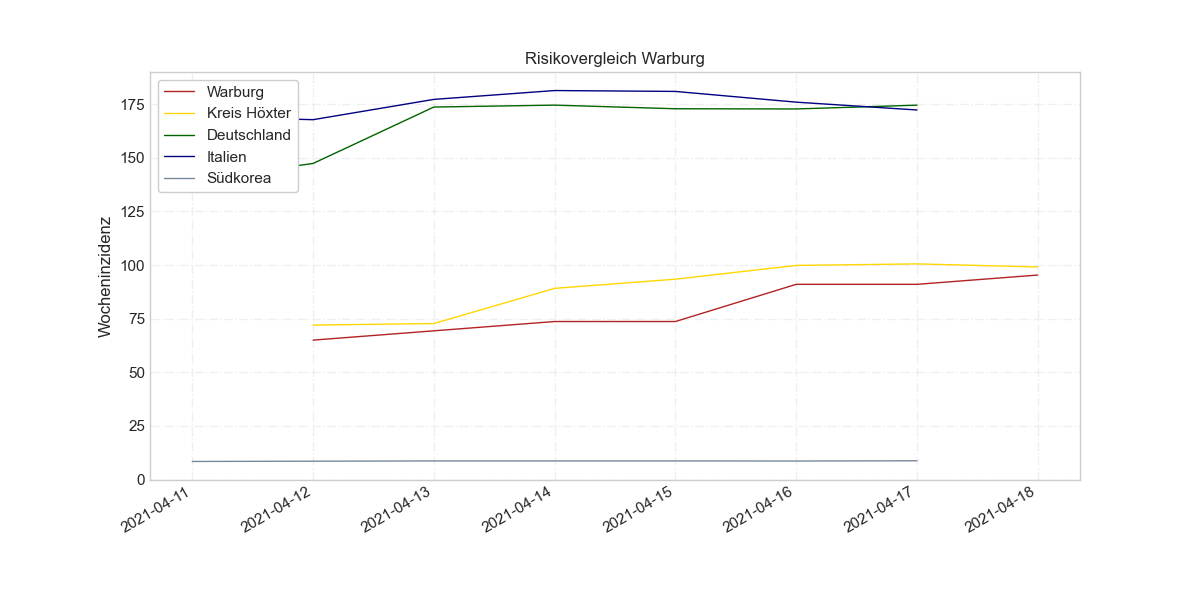 Risikovergleich Warburg
Warburg
Kreis Höxter
Deutschland
Italien
Südkorea
Wocheninzidenz
175
150
125
100
75
50
25
0
2021-04-11
2021-04-12
2021-04-13
2021-04-14
2021-04-15
2021-04-16
2021-04-17
2021-04-18